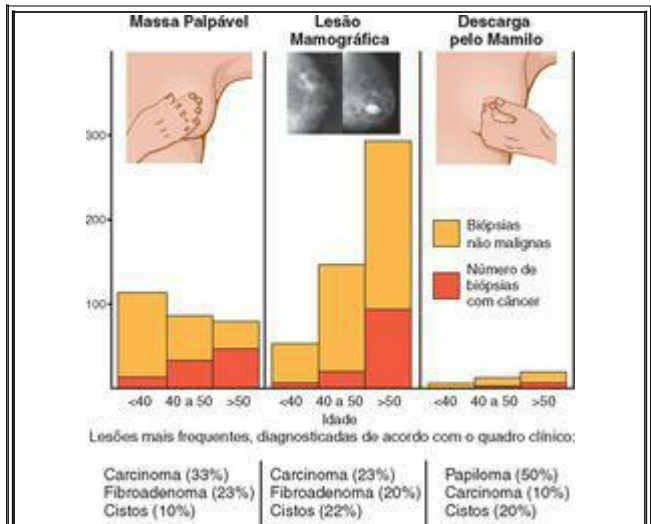 Massa Palpável
Lesão
Mamográfica
Descarga
pelo Mamilo
300
200
100
Biópsias
não malignas
Número de
biópsias
com câncer
<40 40 a 50 >50
<40 40 a 50 >50
<40 40 a 50 >50
Idade
Lesões mais frequentes, diagnosticadas de acordo com o quadro clínico:
Carcinoma (33%)
Fibroadenoma (23%)
Cistos (10%)
Carcinoma (23%)
Fibroadenoma (20%)
Cistos (22%)
Papiloma (50%)
Carcinoma (10%)
Cistos (20%)